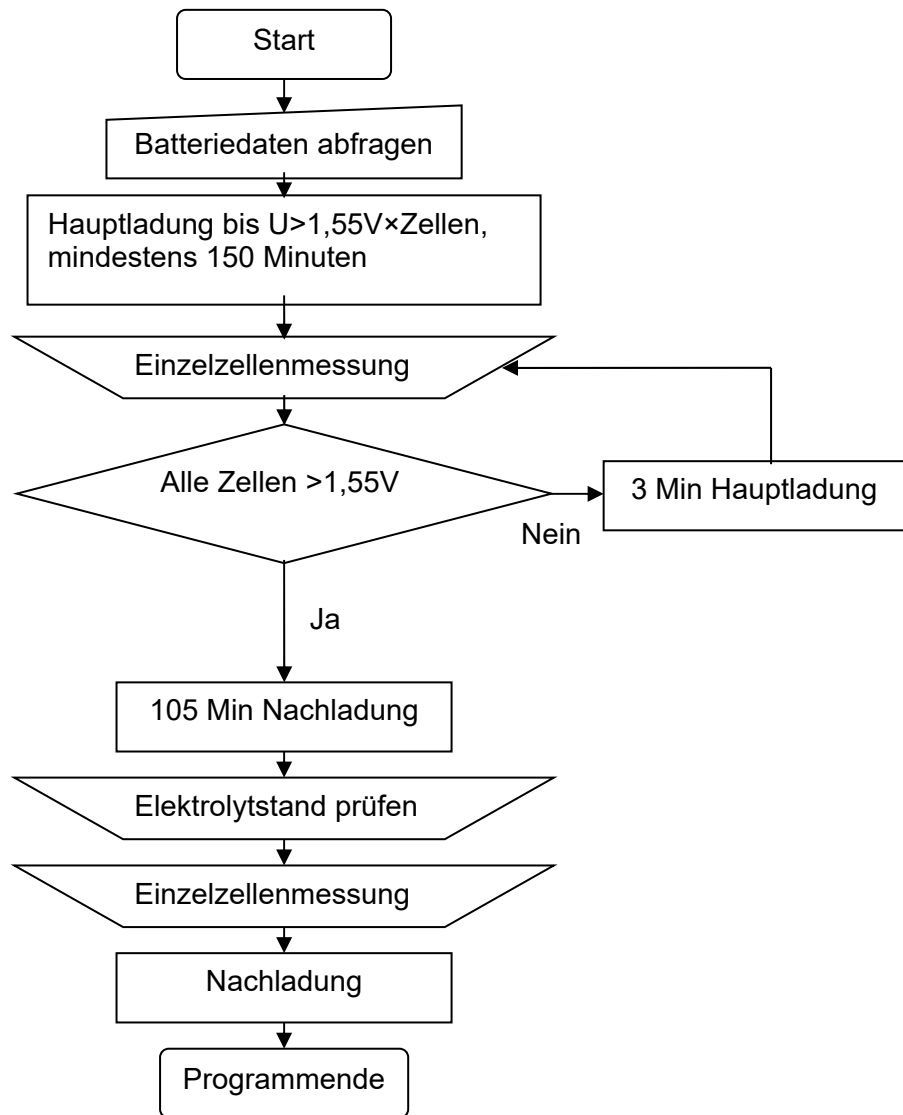 Start
Batteriedaten abfragen
Hauptladung bis U>1,55V×Zellen,
mindestens 150 Minuten
Einzelzellenmessung
Alle Zellen >1,55V
3 Min Hauptladung
Nein
Ja
105 Min Nachladung
Elektrolytstand prüfen
Einzelzellenmessung
Nachladung
Programmende